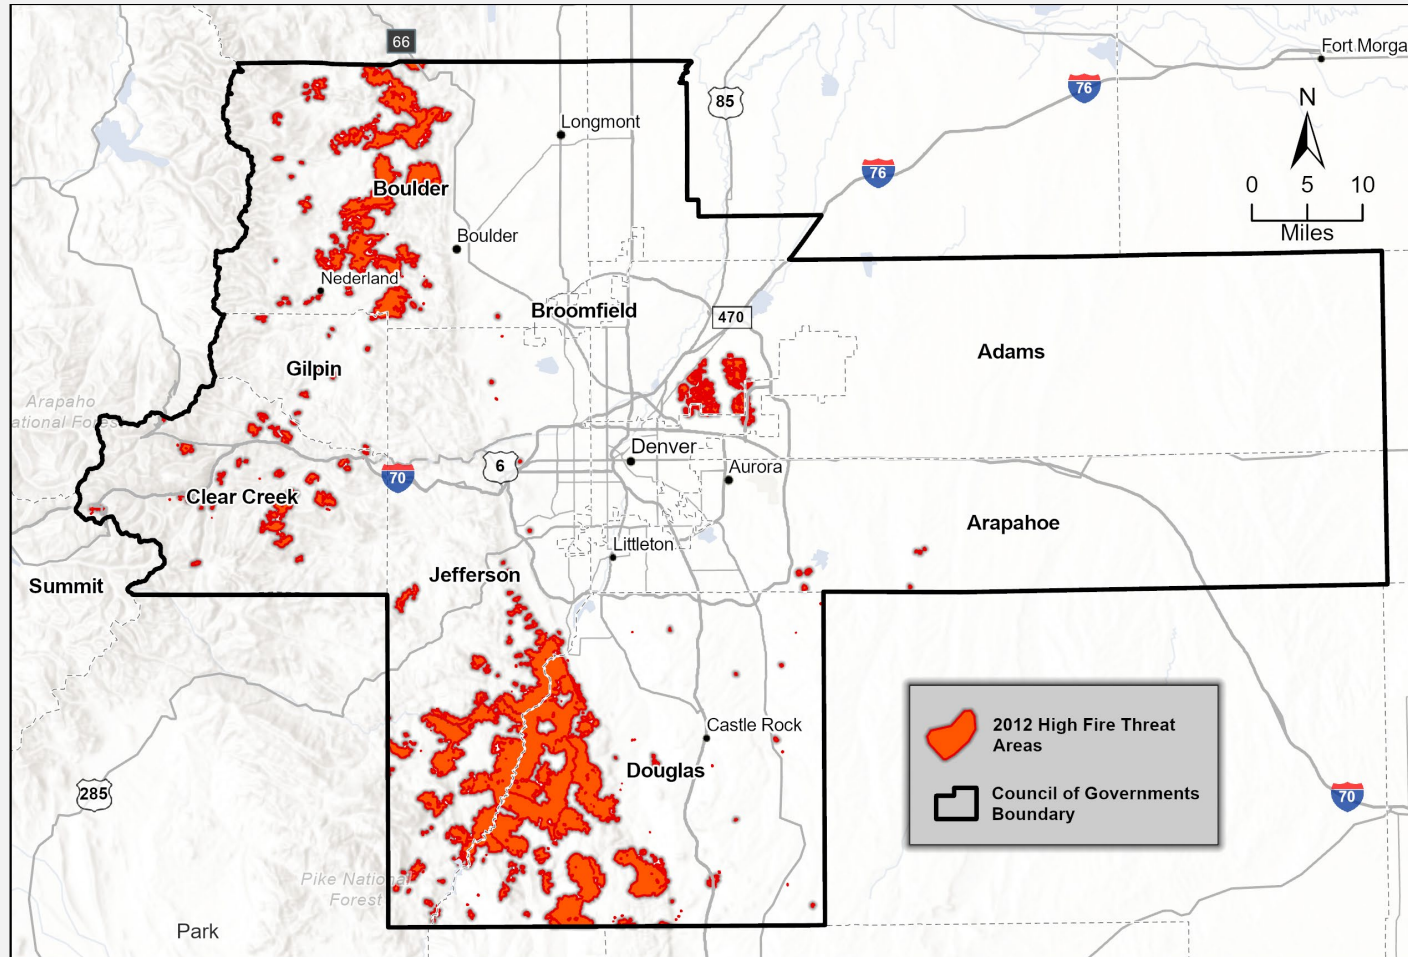 66
Fort Morga
76
85
N
Longmont
0 5 10
Miles
76
Boulder
Boulder
Nederland
Broomfield
470
Adams
Gilpin
Arapaho
ational Fores
Denver
6
Aurora
70
Clear Creek
Arapahoe
Littleton
Jefferson
Summit
2012 High Fire Threat
Areas
Castle Rock
Douglas
Council of Governments
Boundary
285
70
Pike National
Forest
Park